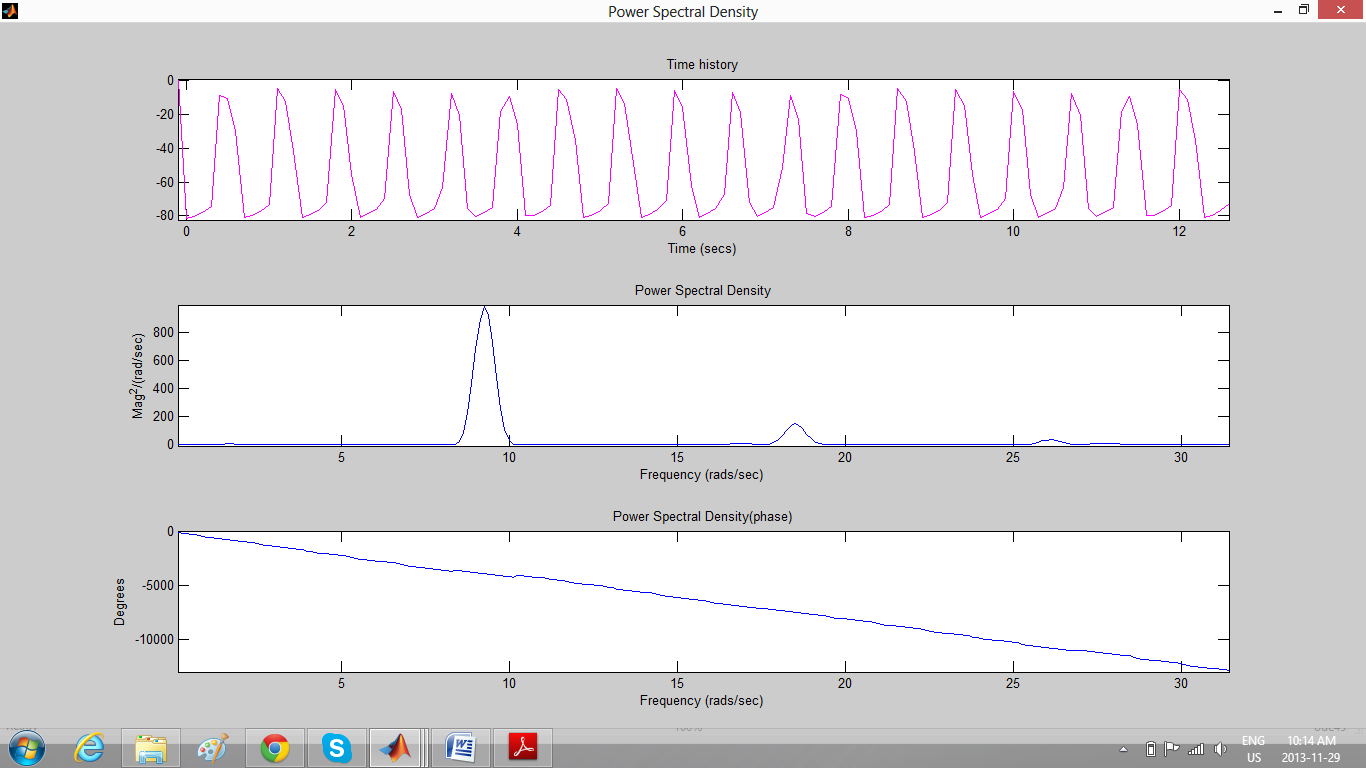 Power Spectral Density
Time history
0
-20
-40
-60
-80
0 2 4 6 8 10 12
Time (secs)
Power Spectral Density
Mag²/(rad/sec)
800
600
400
200
0
5 10 15 20 25 30
Frequency (rads/sec)
Power Spectral Density(phase)
Degrees
0
-5000
-10000
5 10 15 20 25 30
Frequency (rads/sec)
100%
ENG 10:14 AM
US 2013-11-29